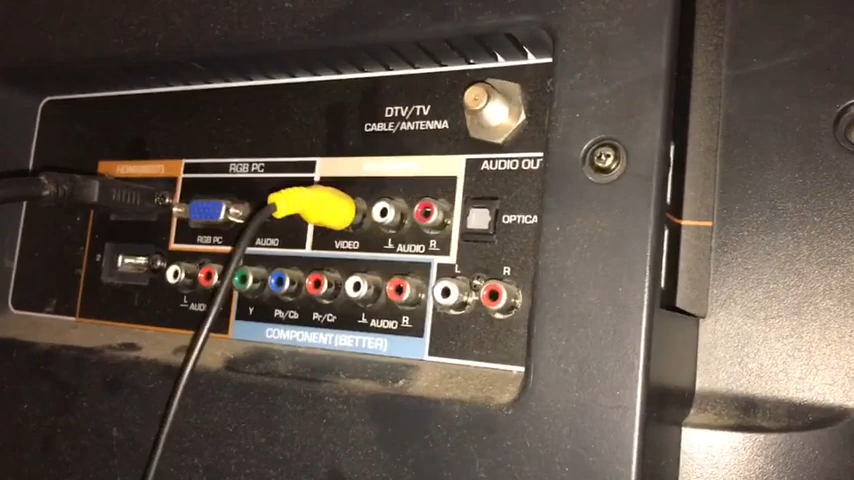 DTV/TV
CABLE/ANTENNA
RGB PC
AUDIO OUT
OPTICAL
RGB PC
AUDIO
VIDEO
L AUDIO R
2
L AUDIO
Y Pb/Cb Pr/Cr L AUDIO R
L R
COMPONENT(BETTER)